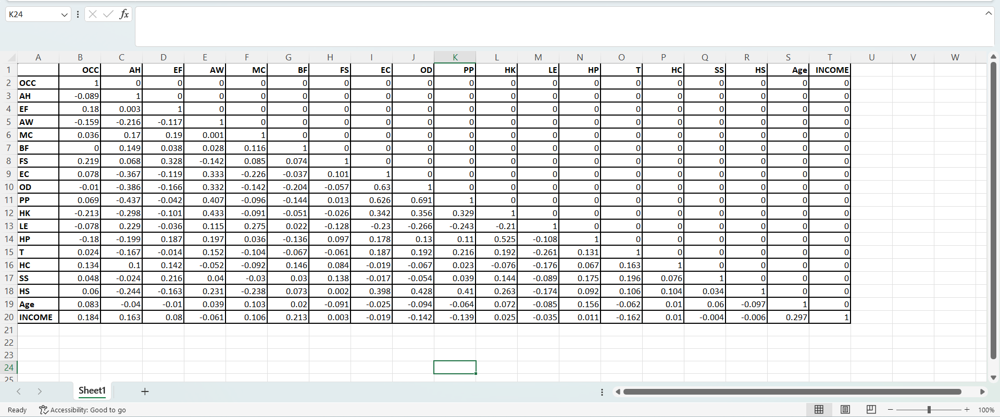 K24 fx
A B C D E F G H I J K L M N O P Q R S T U V W
1 OCC AH EF AW MC BF FS EC OD PP HK LE HP T HC SS HS Age INCOME
2 OCC 1 0 0 0 0 0 0 0 0 0 0 0 0 0 0 0 0 0 0
3 AH -0.089 1 0 0 0 0 0 0 0 0 0 0 0 0 0 0 0 0 0
4 EF 0.18 0.003 1 0 0 0 0 0 0 0 0 0 0 0 0 0 0 0 0
5 AW -0.159 -0.216 -0.117 1 0 0 0 0 0 0 0 0 0 0 0 0 0 0 0
6 MC 0.036 0.17 0.19 0.001 1 0 0 0 0 0 0 0 0 0 0 0 0 0 0
7 BF 0 0.149 0.038 0.028 0.116 1 0 0 0 0 0 0 0 0 0 0 0 0 0
8 FS 0.219 0.068 0.328 -0.142 0.085 0.074 1 0 0 0 0 0 0 0 0 0 0 0 0
9 EC 0.078 -0.367 -0.119 0.333 -0.226 -0.037 0.101 1 0 0 0 0 0 0 0 0 0 0 0
10 OD -0.01 -0.386 -0.166 0.332 -0.142 -0.204 -0.057 0.63 1 0 0 0 0 0 0 0 0 0 0
11 PP 0.069 -0.437 -0.042 0.407 -0.096 -0.144 0.013 0.626 0.691 1 0 0 0 0 0 0 0 0 0
12 HK -0.213 -0.298 -0.101 0.433 -0.091 -0.051 -0.026 0.342 0.356 0.329 1 0 0 0 0 0 0 0 0
13 LE -0.078 0.229 -0.036 0.115 0.275 0.022 -0.128 -0.23 -0.266 -0.243 -0.21 1 0 0 0 0 0 0 0
14 HP -0.18 -0.199 0.187 0.197 0.036 -0.136 0.097 0.178 0.13 0.11 0.525 -0.108 1 0 0 0 0 0 0
15 T 0.024 -0.167 -0.014 0.152 -0.104 -0.067 -0.061 0.187 0.192 0.216 0.192 -0.261 0.131 1 0 0 0 0 0
16 HC 0.134 0.1 0.142 -0.052 -0.092 0.146 0.084 -0.019 -0.067 0.023 -0.076 -0.176 0.067 0.163 1 0 0 0 0
17 SS 0.048 -0.024 0.216 0.04 -0.03 0.03 0.138 -0.017 -0.054 0.039 0.144 -0.089 0.175 0.196 0.076 1 0 0 0
18 HS 0.06 -0.244 -0.163 0.231 -0.238 0.073 0.002 0.398 0.428 0.41 0.263 -0.174 0.092 0.106 0.104 0.034 1 0 0
19 Age 0.083 -0.04 -0.01 0.039 0.103 0.02 -0.091 -0.025 -0.094 -0.064 0.072 -0.085 0.156 -0.062 0.01 0.06 -0.097 1 0
20 INCOME 0.184 0.163 0.08 -0.061 0.106 0.213 0.003 -0.019 -0.142 -0.139 0.025 -0.035 0.011 -0.162 0.01 -0.004 -0.006 0.297 1
21
22
23
24
25
Sheet1
Ready Accessibility: Good to go 100%